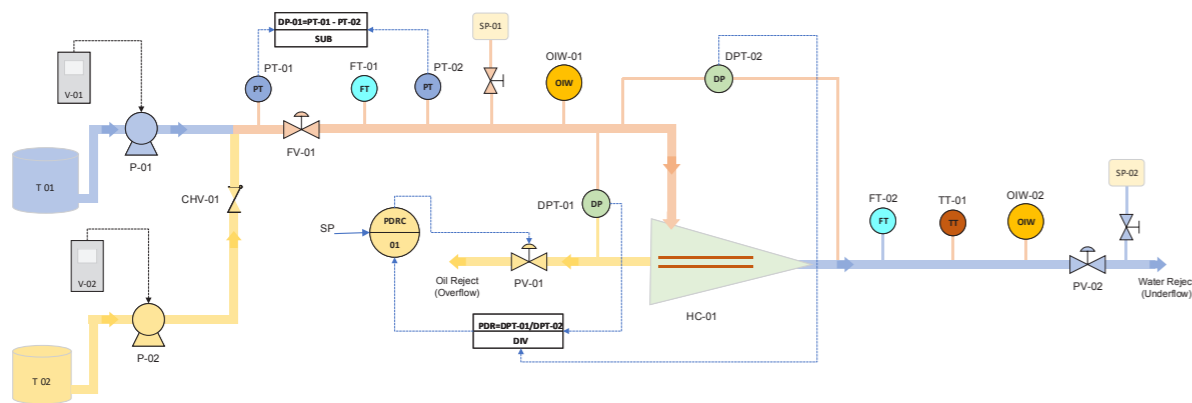 DP-01=PT-01 - PT-02
SUB
SP-01
V-01
PT-01
PT
FT-01
FT
PT-02
PT
OIW-01
OIW
DPT-02
DP
T 01
P-01
FV-01
CHV-01
SP
PDRC
01
DPT-01
DP
SP-02
FT-02
FT
TT-01
TT
OIW-02
OIW
V-02
Oil Reject
(Overflow)
PV-01
HC-01
PV-02
Water Rejec
(Underflow)
PDR=DPT-01/DPT-02
DIV
P-02
T 02